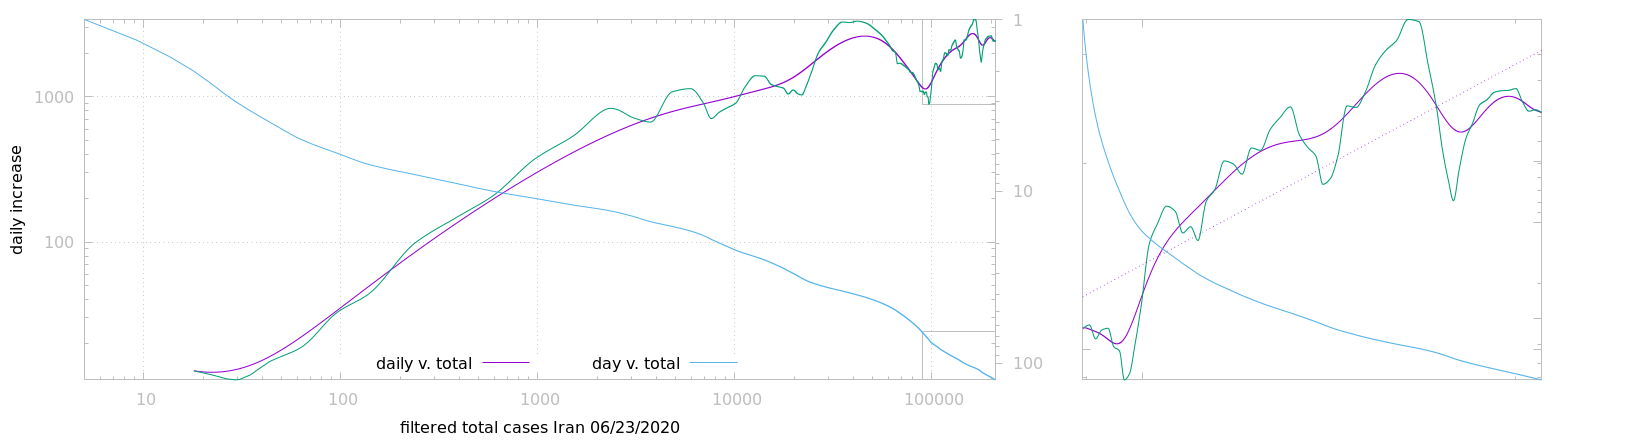 1
1000
daily increase
10
100
daily v. total
day v. total
100
10
100
1000
10000
100000
filtered total cases Iran 06/23/2020